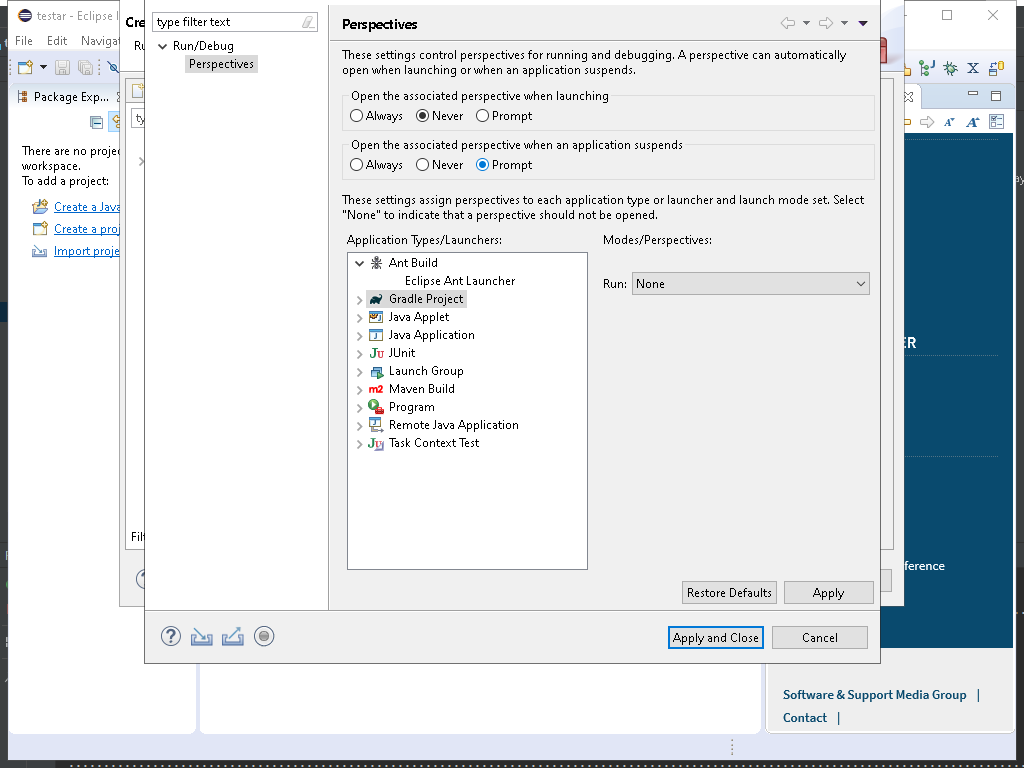 testar - Eclipse I
File Edit Navigat
Package Exp...
There are no projec
workspace.
To add a project:
Create a Java
Create a proj
Import proje
Cre
Ru
ty
Filt
type filter text
Run/Debug
Perspectives
Perspectives
These settings control perspectives for running and debugging. A perspective can automatically
open when launching or when an application suspends.
Open the associated perspective when launching
Always Never Prompt
Open the associated perspective when an application suspends
Always Never Prompt
These settings assign perspectives to each application type or launcher and launch mode set. Select
"None" to indicate that a perspective should not be opened.
Application Types/Launchers:
Modes/Perspectives:
Ant Build
Eclipse Ant Launcher
Gradle Project
Java Applet
Java Application
JUnit
Launch Group
Maven Build
Program
Remote Java Application
Task Context Test
Run: None
Restore Defaults Apply
Apply and Close Cancel
ER
ference
Software & Support Media Group |
Contact |